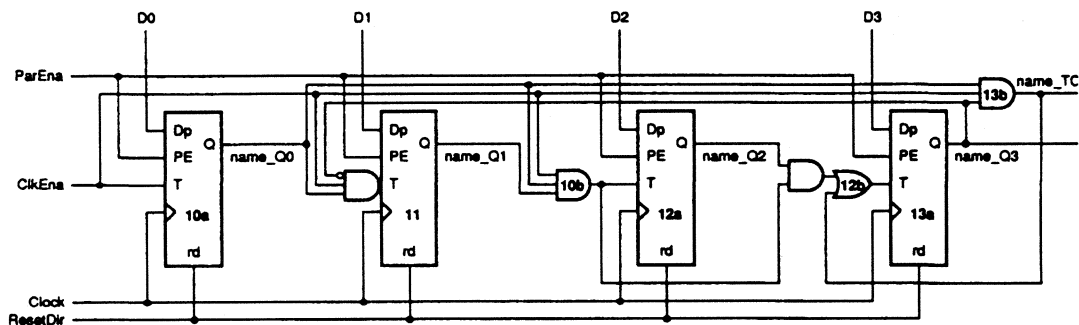 D0 D1 D2 D3
ParEna
name_TC
13b
Dp Q PE T 10a rd
name_Q0
Dp Q PE T 11 rd
name_Q1
10b
Dp Q PE T 12a rd
name_Q2
12b
Dp Q PE T 13a rd
name_Q3
ClkEna
Clock
ResetDir